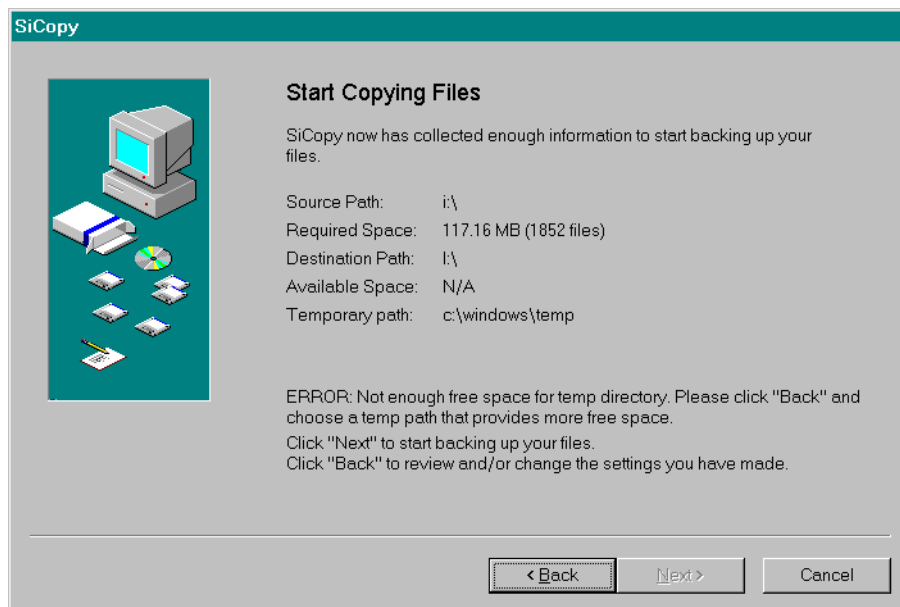 SiCopy
Start Copying Files
SiCopy now has collected enough information to start backing up your
files.
Source Path: i:\
Required Space: 117.16 MB (1852 files)
Destination Path: I:\
Available Space: N/A
Temporary path: c:\windows\temp
ERROR: Not enough free space for temp directory. Please click "Back" and
choose a temp path that provides more free space.
Click "Next" to start backing up your files.
Click "Back" to review and/or change the settings you have made.
< Back Next > Cancel